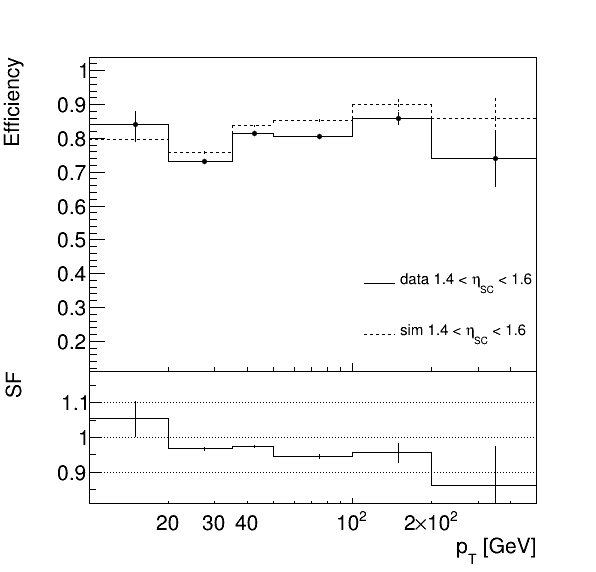 Efficiency
1
0.9
0.8
0.7
0.6
0.5
0.4
0.3
0.2
data 1.4 < η_SC < 1.6
sim 1.4 < η_SC < 1.6
SF
1.1
1
0.9
20 30 40 10² 2×10²
p_T [GeV]